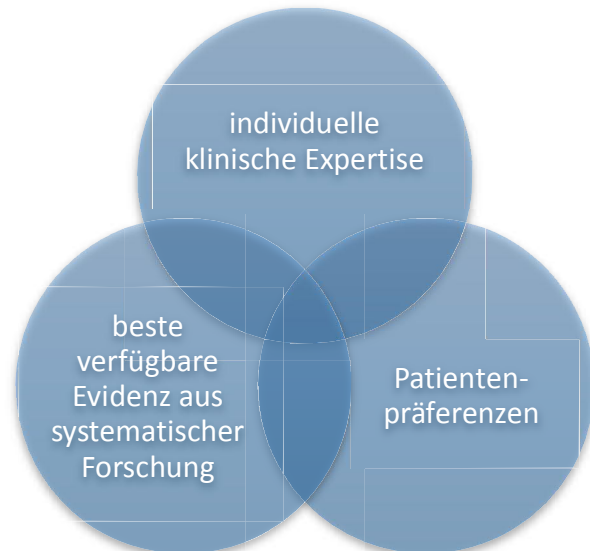 individuelle
klinische Expertise
beste
verfügbare
Evidenz aus
systematischer
Forschung
Patienten-
präferenzen